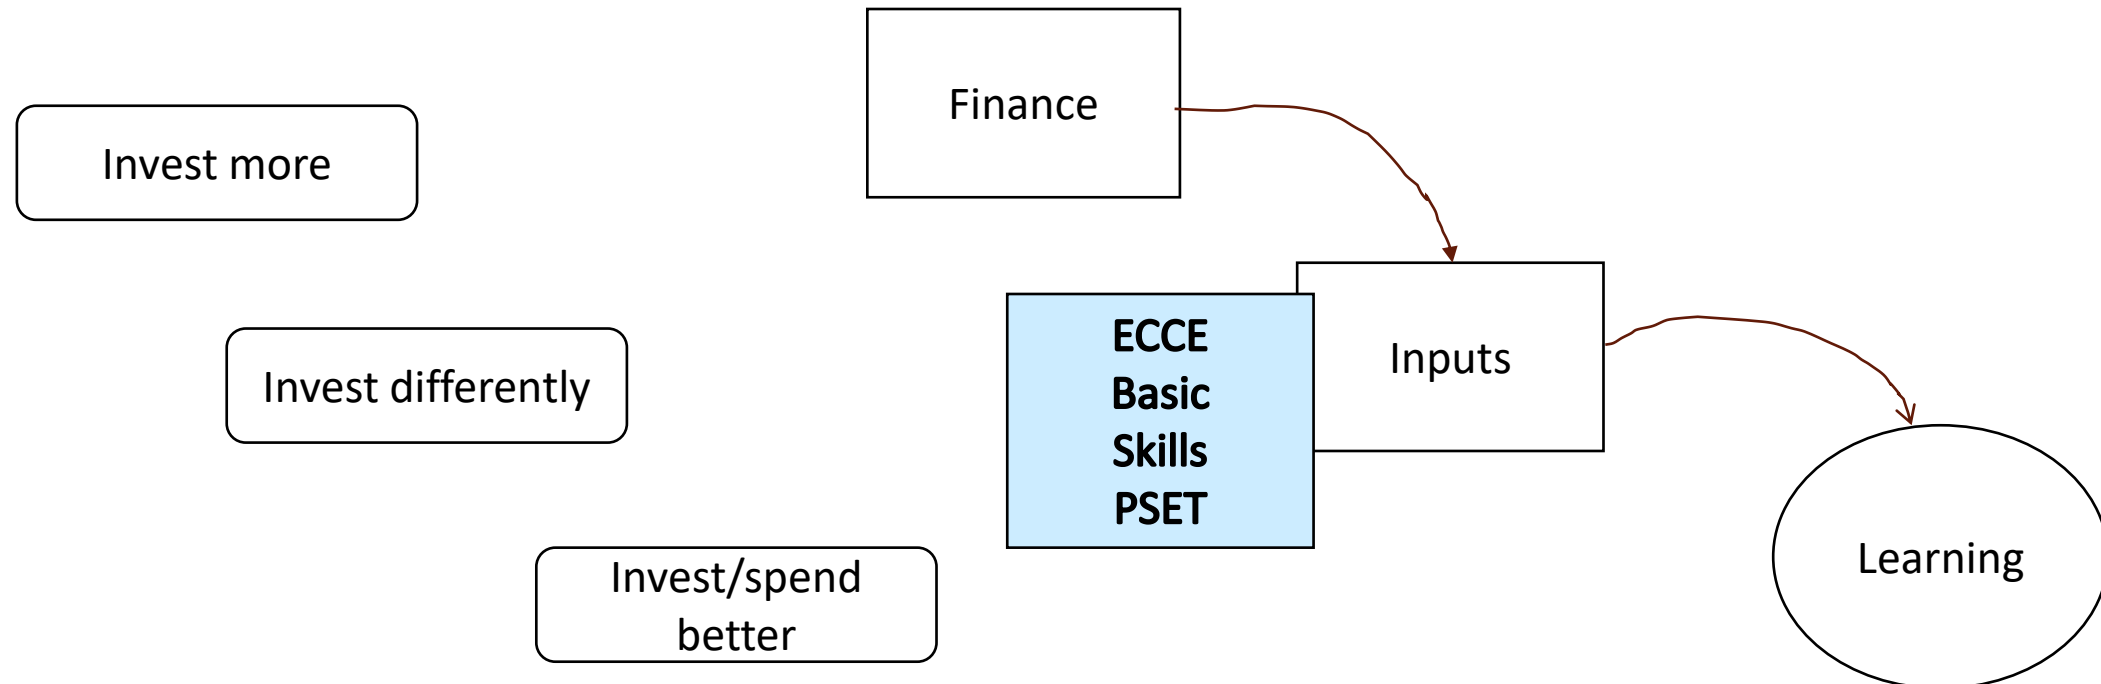 Finance
Invest more
ECCE
Basic
Skills
PSET
Inputs
Invest differently
Invest/spend
better
Learning